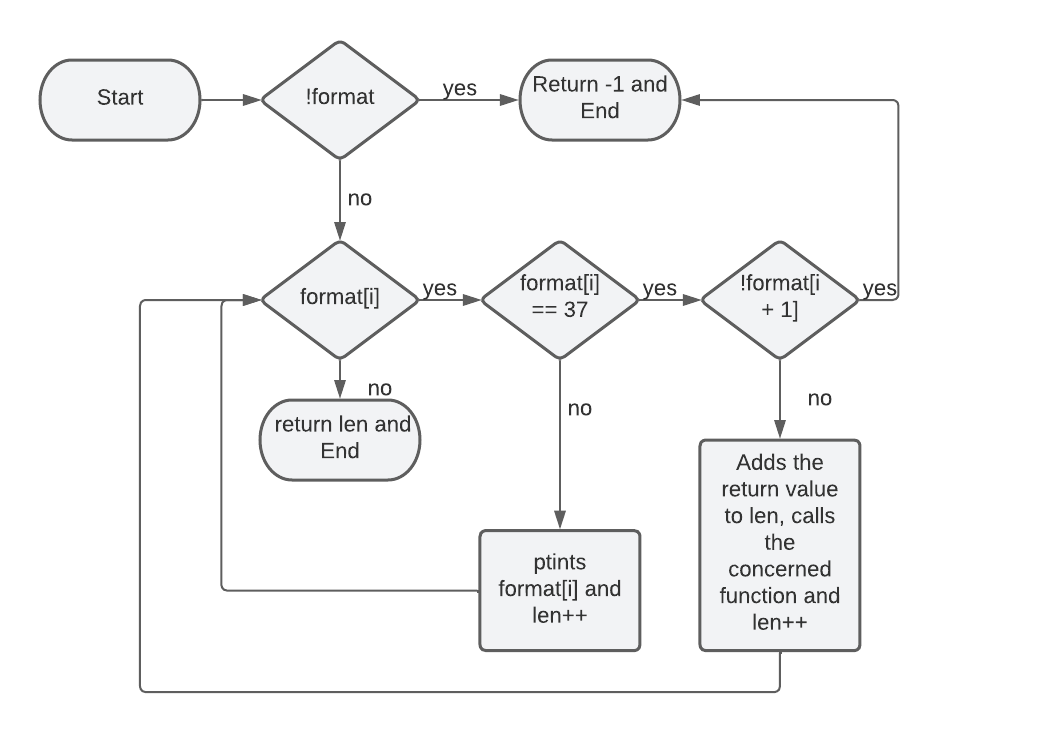 Start
!format
yes
Return -1 and
End
no
format[i]
yes
format[i]
== 37
yes
!format[i
+ 1]
yes
no
return len and
End
no
no
ptints
format[i] and
len++
Adds the
return value
to len, calls
the
concerned
function and
len++